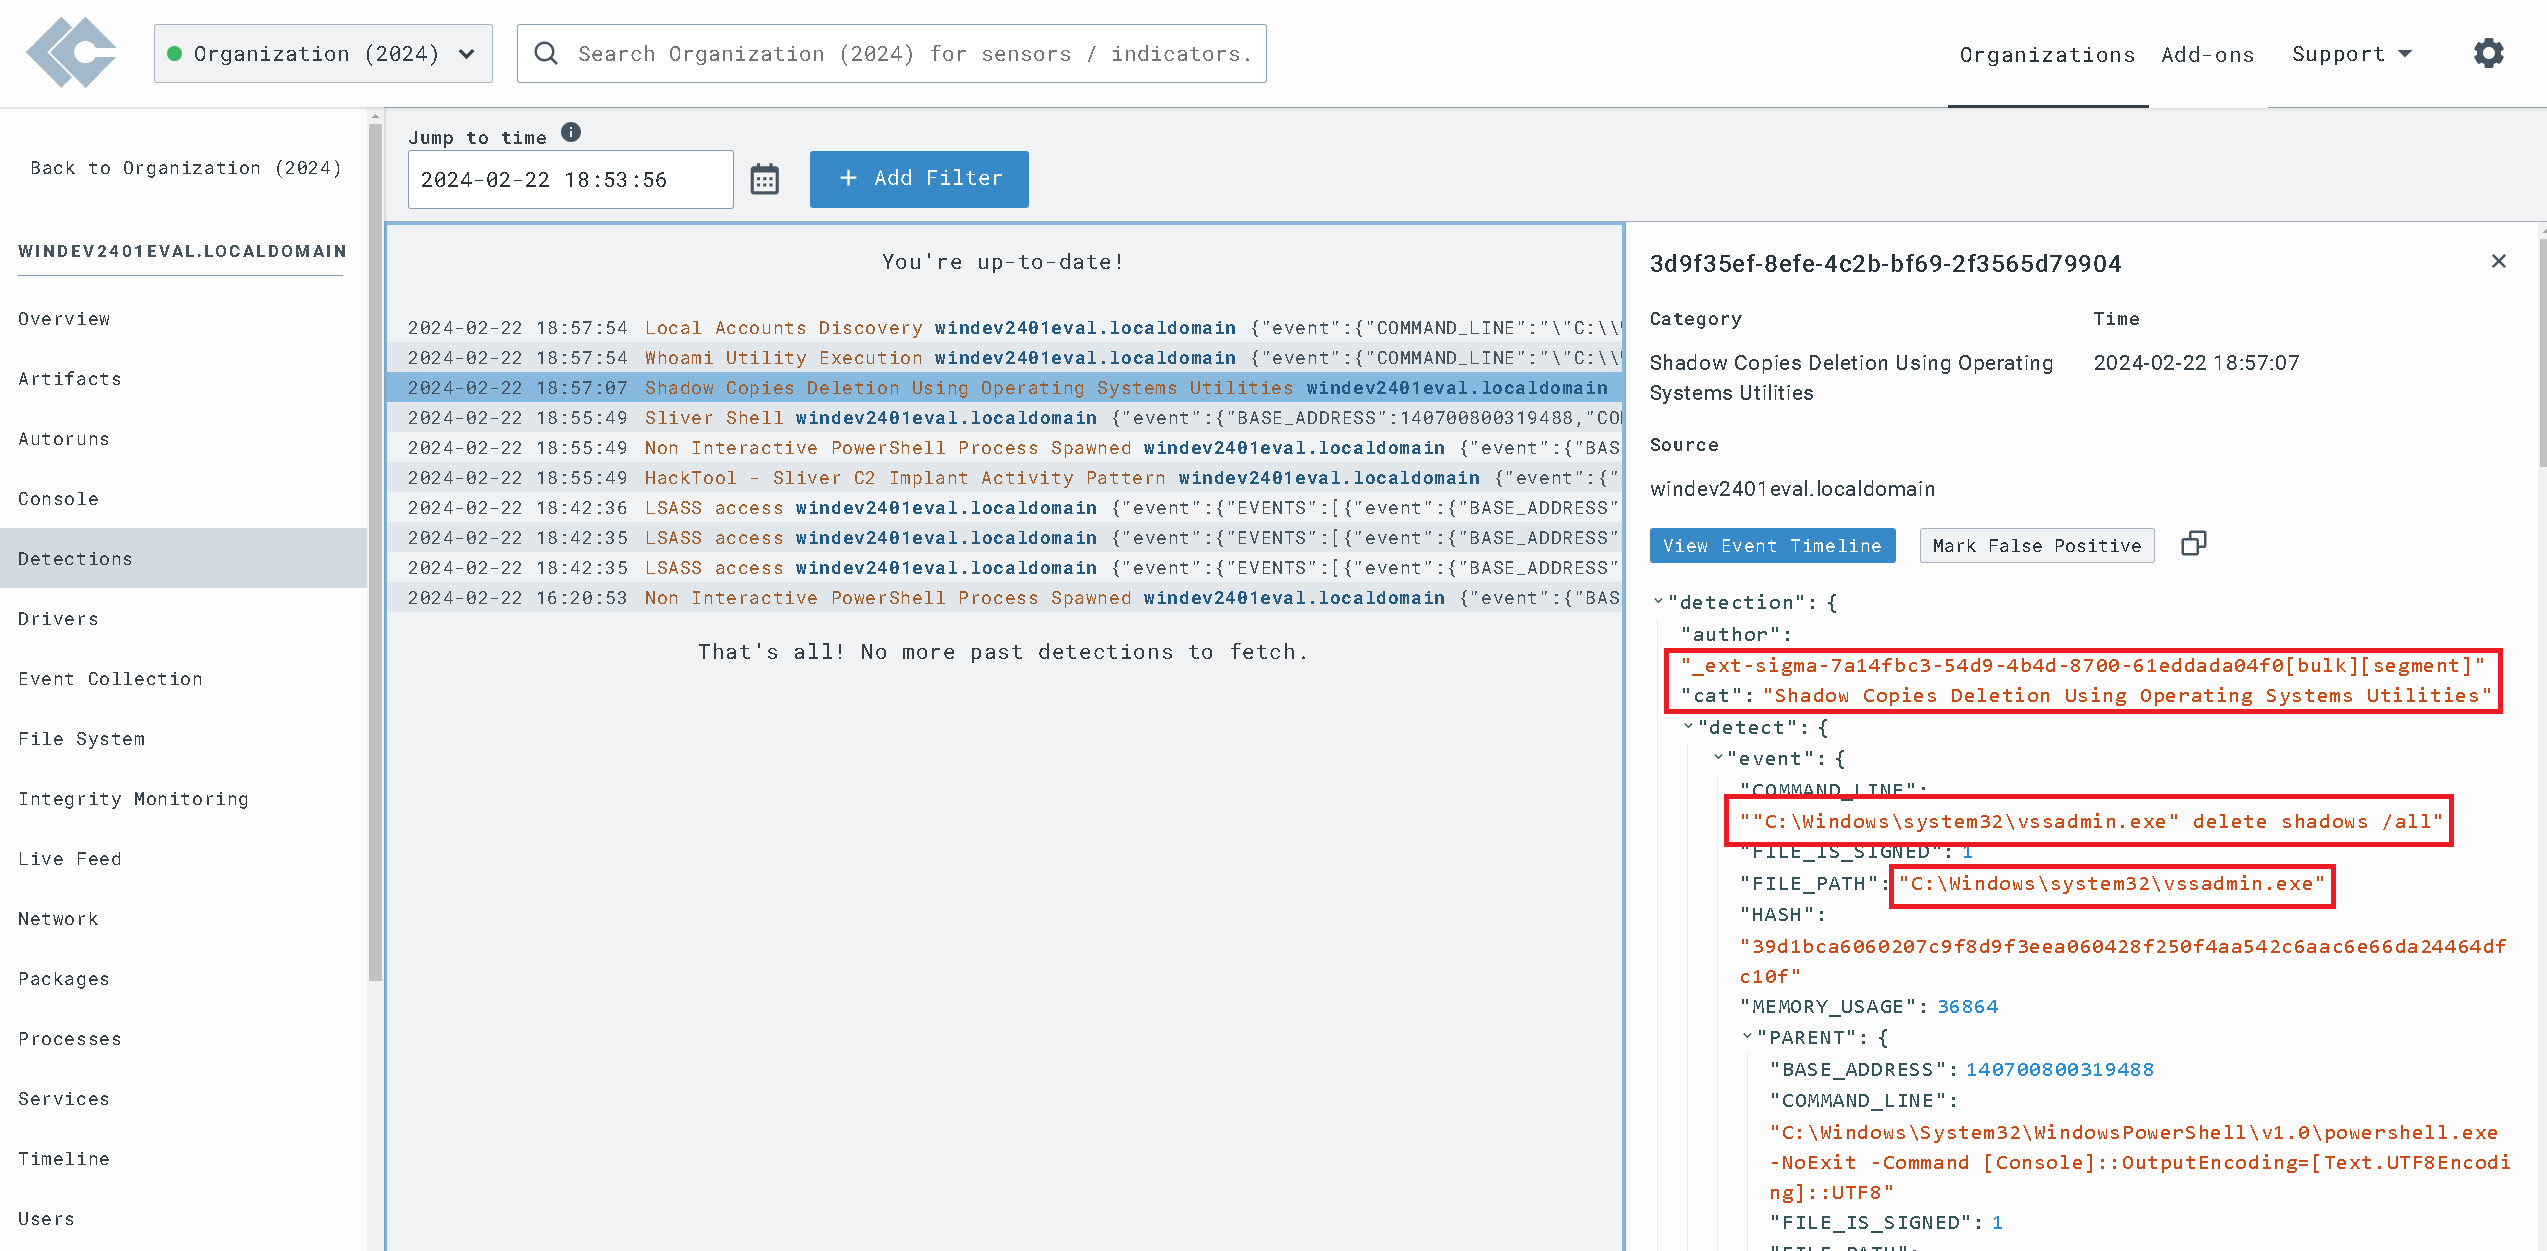 Organization (2024)
Search Organization (2024) for sensors / indicators.
Organizations
Add-ons
Support
Back to Organization (2024)
WINDEV2401EVAL.LOCALDOMAIN
Overview
Artifacts
Autoruns
Console
Detections
Drivers
Event Collection
File System
Integrity Monitoring
Live Feed
Network
Packages
Processes
Services
Timeline
Users
Jump to time
2024-02-22 18:53:56
+ Add Filter
You're up-to-date!
2024-02-22 18:57:54 Local Accounts Discovery windev2401eval.localdomain {"event":{"COMMAND_LINE":"\"C:\\
2024-02-22 18:57:54 Whoami Utility Execution windev2401eval.localdomain {"event":{"COMMAND_LINE":"\"C:\\
2024-02-22 18:57:07 Shadow Copies Deletion Using Operating Systems Utilities windev2401eval.localdomain
2024-02-22 18:55:49 Sliver Shell windev2401eval.localdomain {"event":{"BASE_ADDRESS":140700800319488,"CO
2024-02-22 18:55:49 Non Interactive PowerShell Process Spawned windev2401eval.localdomain {"event":{"BAS
2024-02-22 18:55:49 HackTool - Sliver C2 Implant Activity Pattern windev2401eval.localdomain {"event":{"
2024-02-22 18:42:36 LSASS access windev2401eval.localdomain {"event":{"EVENTS":[{"event":{"BASE_ADDRESS"
2024-02-22 18:42:35 LSASS access windev2401eval.localdomain {"event":{"EVENTS":[{"event":{"BASE_ADDRESS"
2024-02-22 18:42:35 LSASS access windev2401eval.localdomain {"event":{"EVENTS":[{"event":{"BASE_ADDRESS"
2024-02-22 16:20:53 Non Interactive PowerShell Process Spawned windev2401eval.localdomain {"event":{"BAS
That's all! No more past detections to fetch.
3d9f35ef-8efe-4c2b-bf69-2f3565d79904
Category
Time
Shadow Copies Deletion Using Operating
Systems Utilities
2024-02-22 18:57:07
Source
windev2401eval.localdomain
View Event Timeline
Mark False Positive
"detection": {
"author":
"_ext-sigma-7a14fbc3-54d9-4b4d-8700-61eddada04f0[bulk][segment]"
"cat": "Shadow Copies Deletion Using Operating Systems Utilities"
"detect": {
"event": {
"COMMAND_LINE":
""C:\Windows\system32\vssadmin.exe" delete shadows /all"
"FILE_IS_SIGNED": 1
"FILE_PATH": "C:\Windows\system32\vssadmin.exe"
"HASH":
"39d1bca6060207c9f8d9f3eea060428f250f4aa542c6aac6e66da24464df
c10f"
"MEMORY_USAGE": 36864
"PARENT": {
"BASE_ADDRESS": 140700800319488
"COMMAND_LINE":
"C:\Windows\System32\WindowsPowerShell\v1.0\powershell.exe
-NoExit -Command [Console]::OutputEncoding=[Text.UTF8Encodi
ng]::UTF8"
"FILE_IS_SIGNED": 1